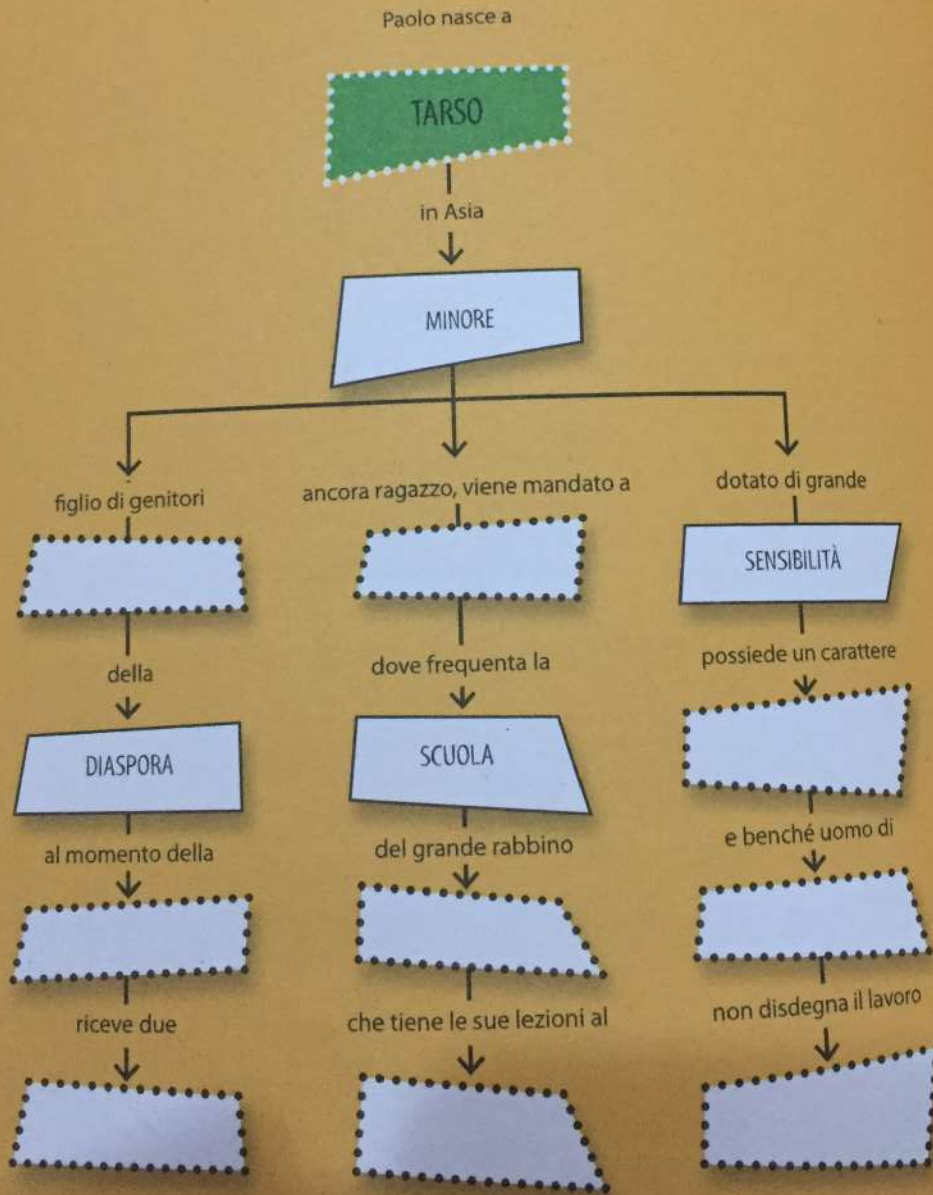 Paolo nasce a
TARSO
in Asia
MINORE
figlio di genitori
della
DIASPORA
al momento della
riceve due
ancora ragazzo, viene mandato a
dove frequenta la
SCUOLA
del grande rabbino
che tiene le sue lezioni al
dotato di grande
SENSIBILITÀ
possiede un carattere
e benché uomo di
non disdegna il lavoro